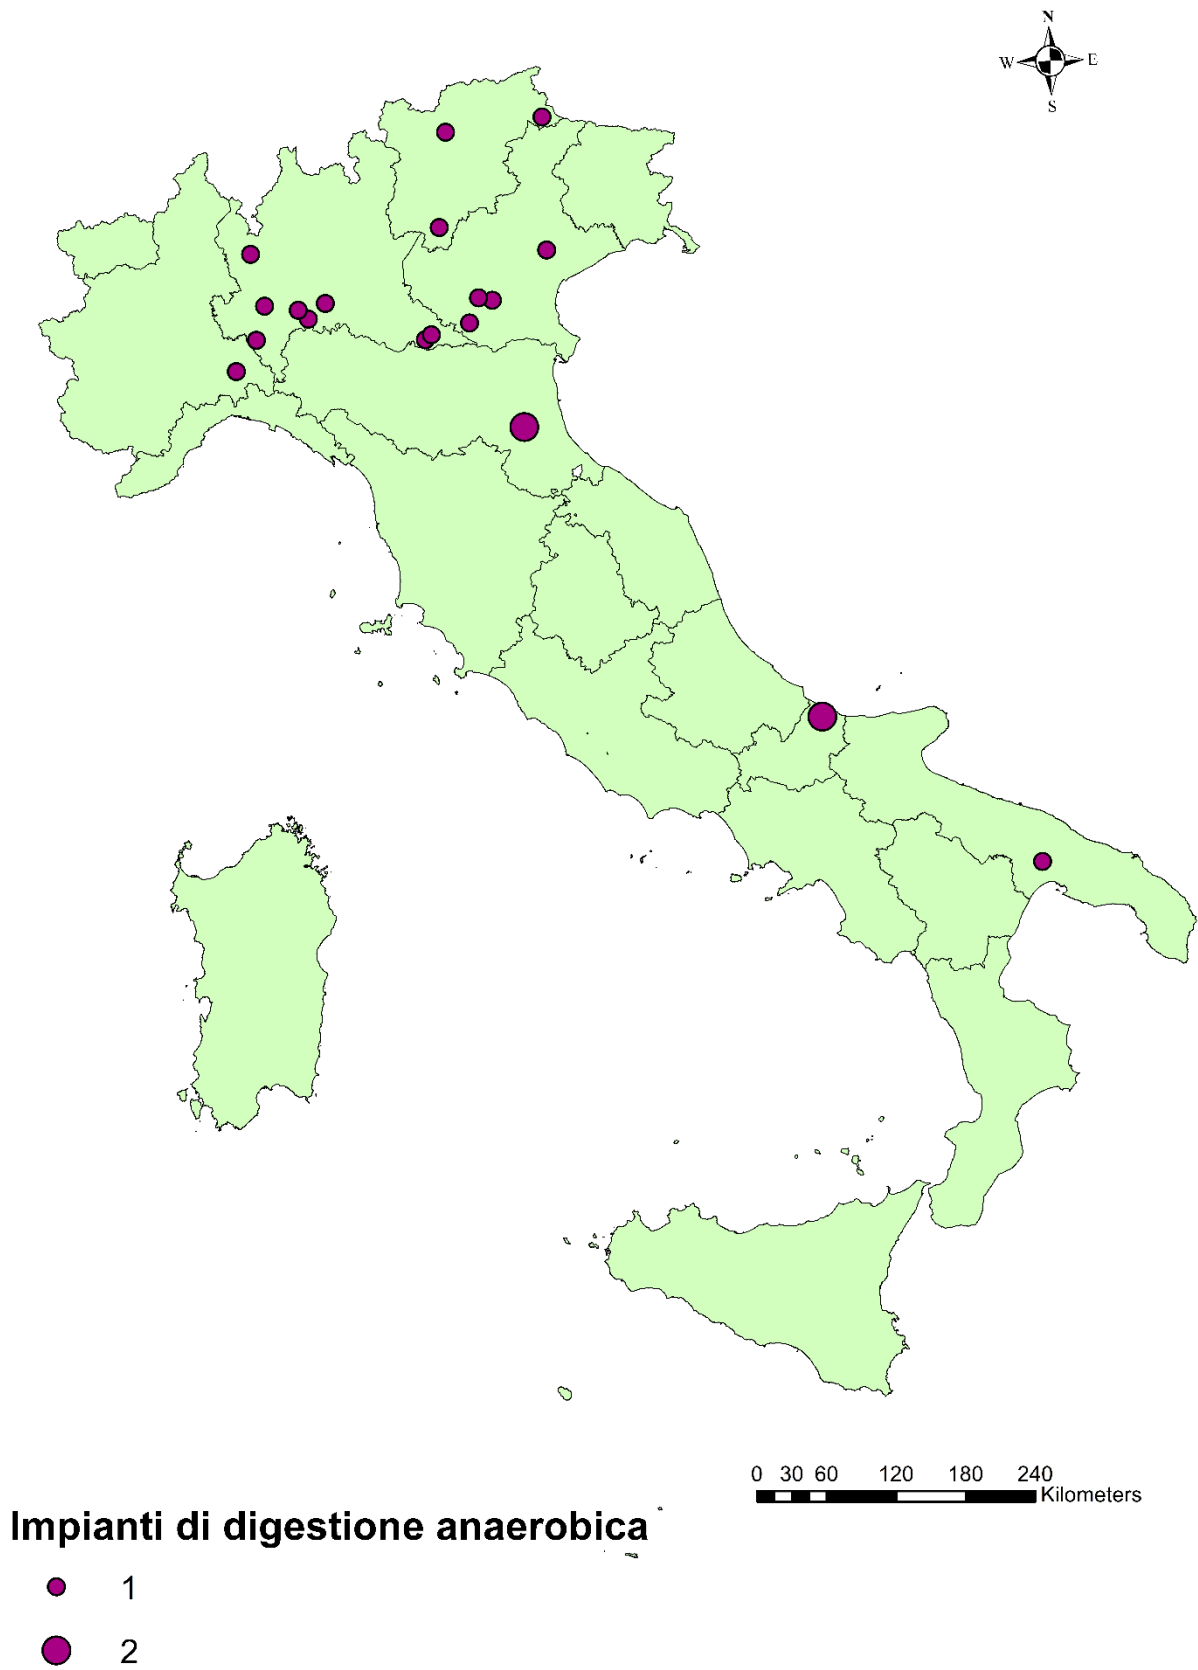 N
W E
S
0 30 60 120 180 240
Kilometers
Impianti di digestione anaerobica
1
2